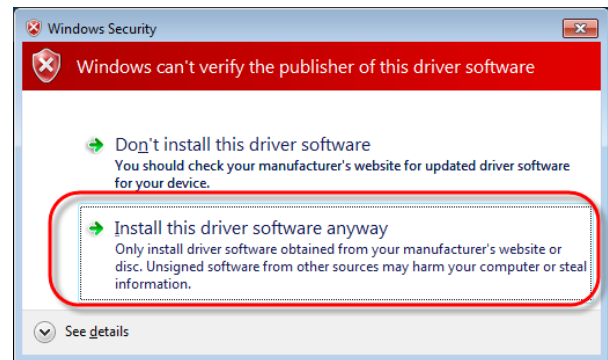 Windows Security
Windows can't verify the publisher of this driver software
Don't install this driver software
You should check your manufacturer's website for updated driver software
for your device.
Install this driver software anyway
Only install driver software obtained from your manufacturer's website or
disc. Unsigned software from other sources may harm your computer or steal
information.
See details